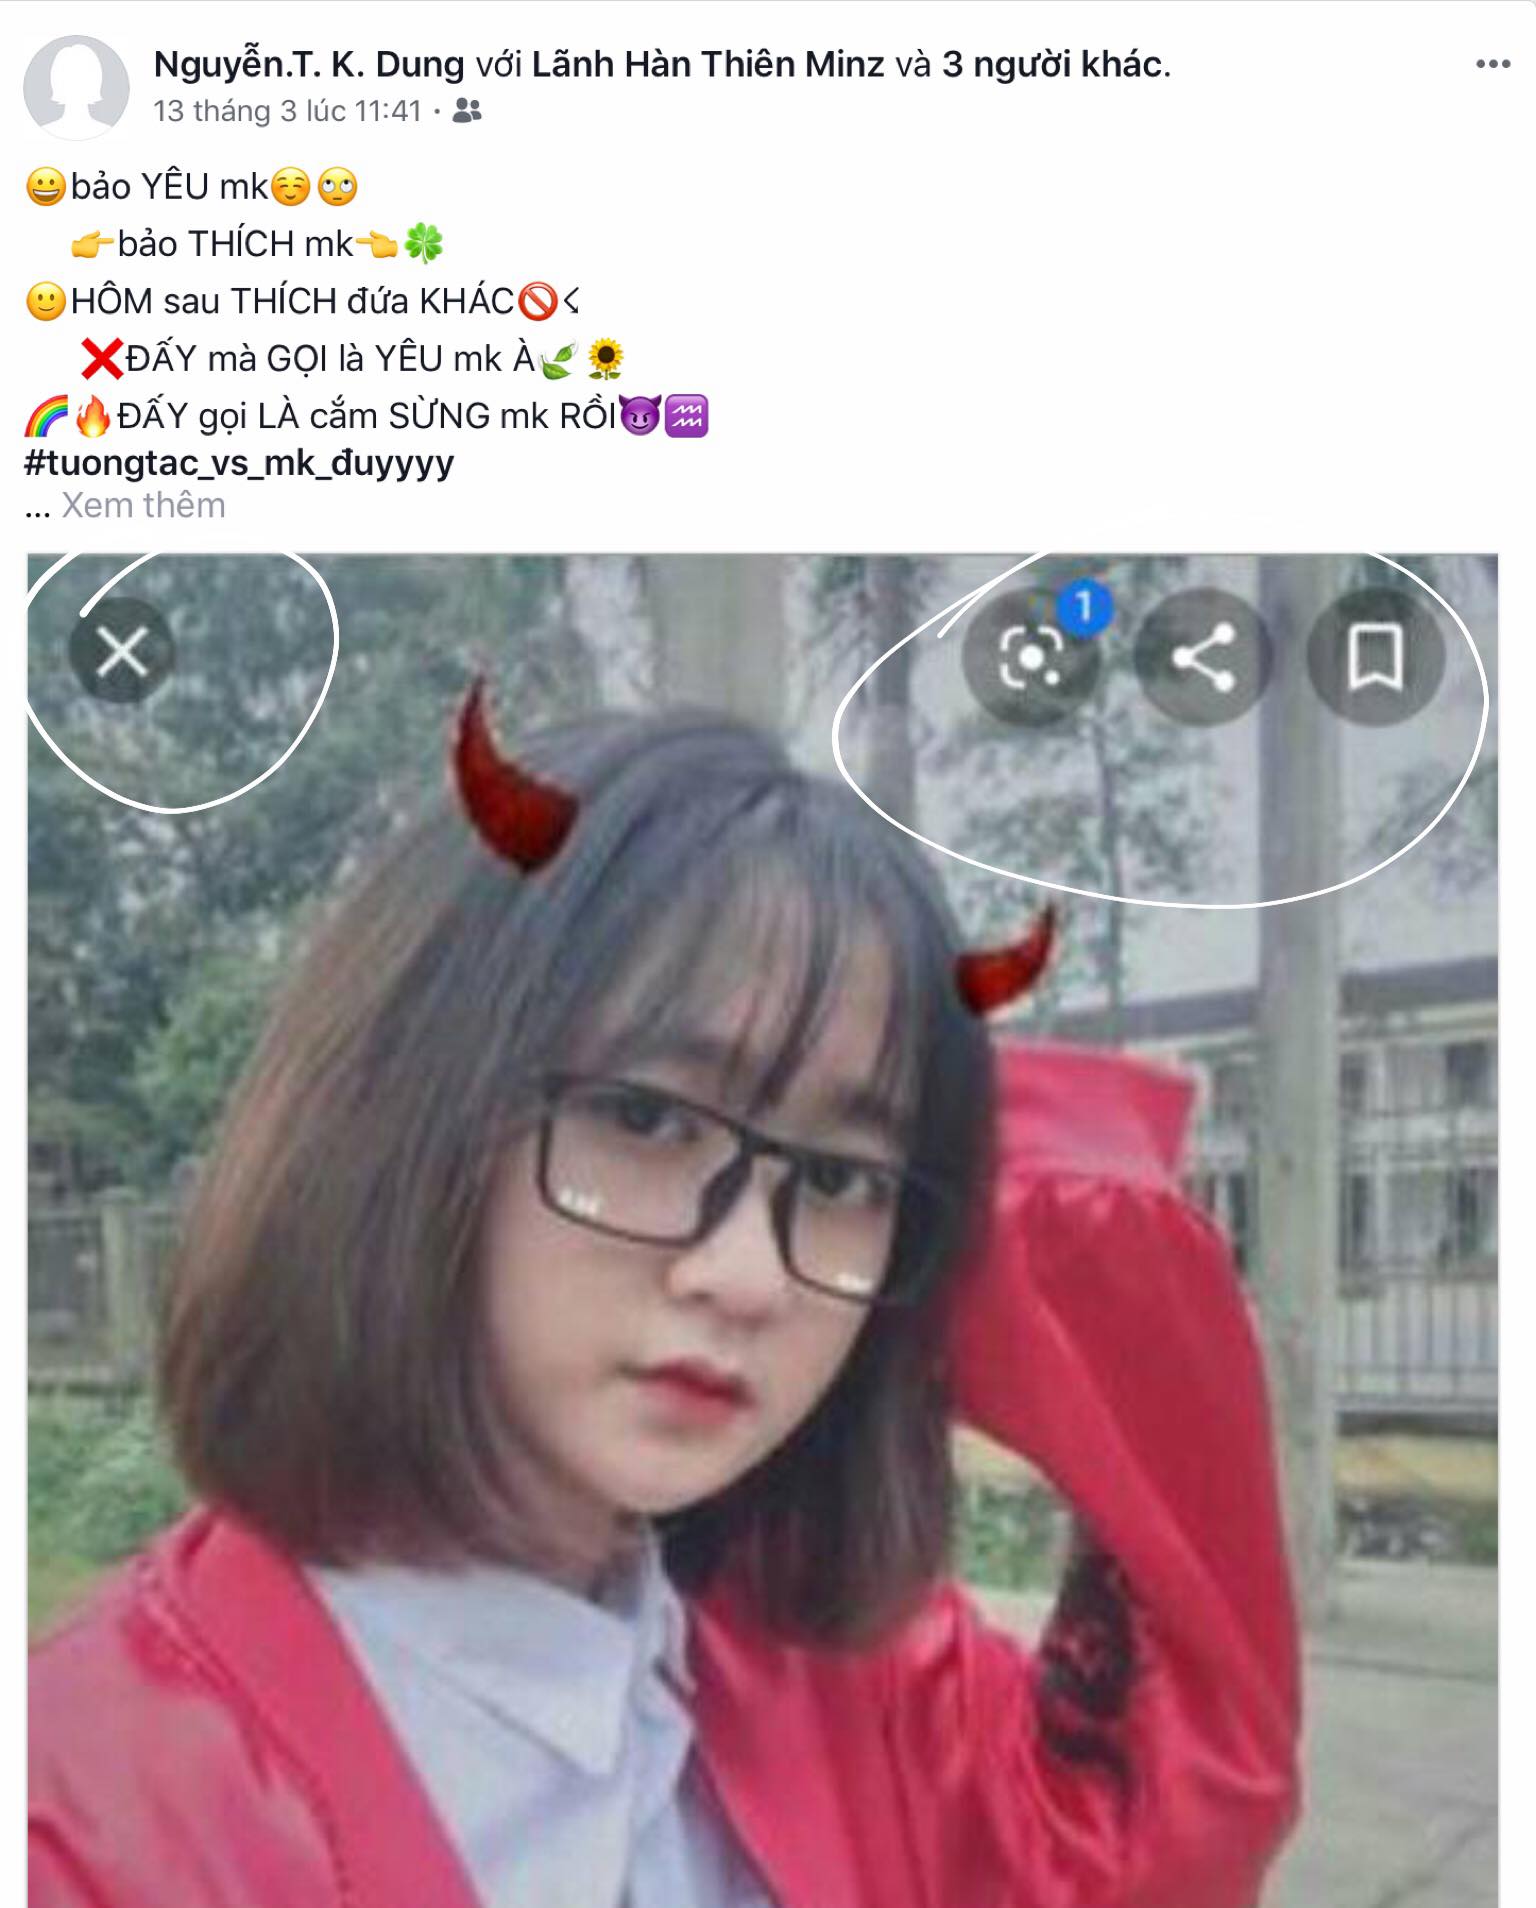 Nguyễn.T. K. Dung với Lãnh Hàn Thiên Minz và 3 người khác.
13 tháng 3 lúc 11:41 ·
😀bảo YÊU mk☺️🙄
👉bảo THÍCH mk👈🍀
🙂HÔM sau THÍCH đứa KHÁC🚫☇
❌ĐẤY mà GỌI là YÊU mk À🍃🌻
🌈🔥ĐẤY gọi LÀ cắm SỪNG mk RỒI😈♒
#tuongtac_vs_mk_đuyyyy
... Xem thêm
1